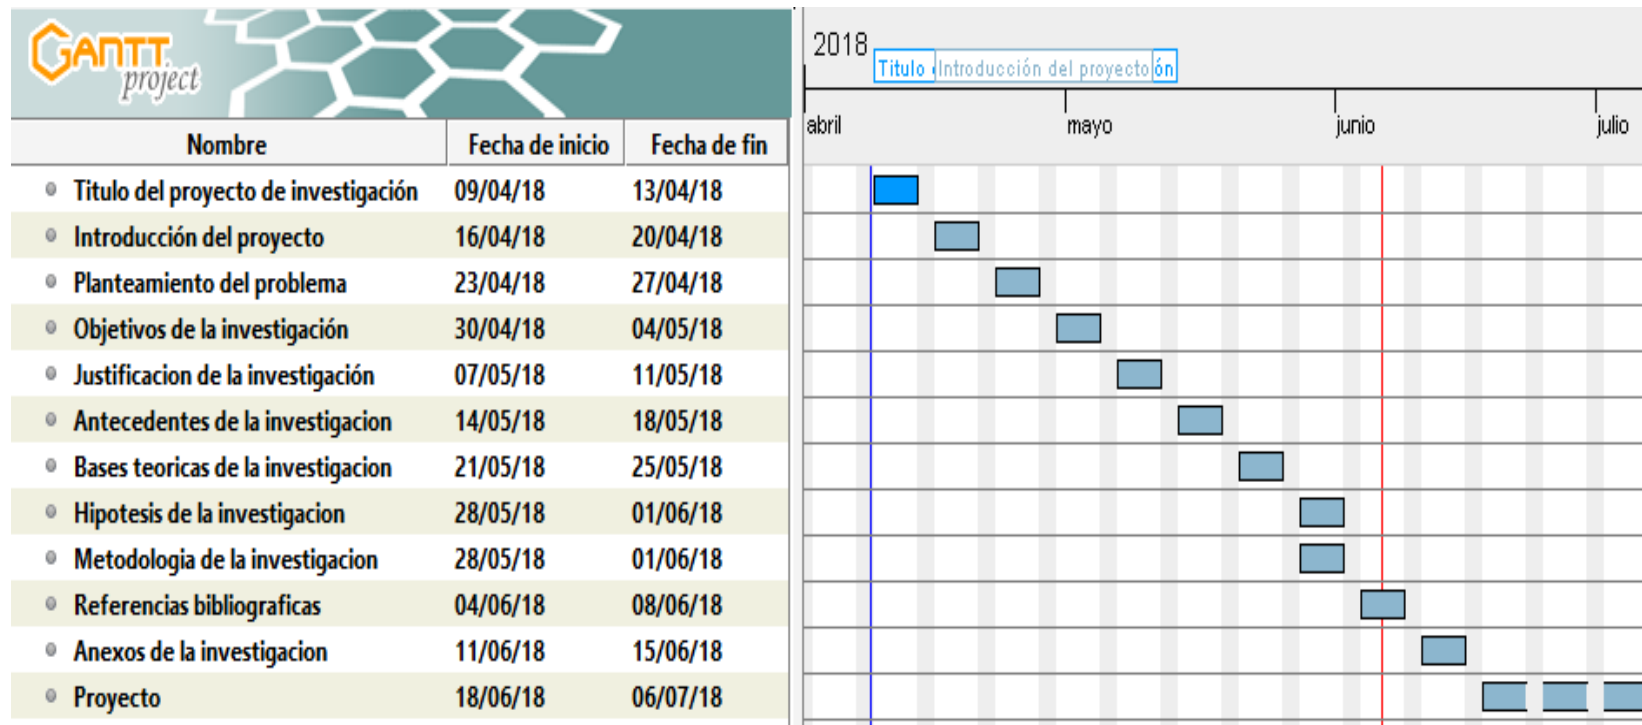 GANTT
project
2018
Titulo Introducción del proyecto ón
abril mayo junio julio
Nombre Fecha de inicio Fecha de fin
Titulo del proyecto de investigación 09/04/18 13/04/18
Introducción del proyecto 16/04/18 20/04/18
Planteamiento del problema 23/04/18 27/04/18
Objetivos de la investigación 30/04/18 04/05/18
Justificacion de la investigación 07/05/18 11/05/18
Antecedentes de la investigacion 14/05/18 18/05/18
Bases teoricas de la investigacion 21/05/18 25/05/18
Hipotesis de la investigacion 28/05/18 01/06/18
Metodologia de la investigacion 28/05/18 01/06/18
Referencias bibliograficas 04/06/18 08/06/18
Anexos de la investigacion 11/06/18 15/06/18
Proyecto 18/06/18 06/07/18